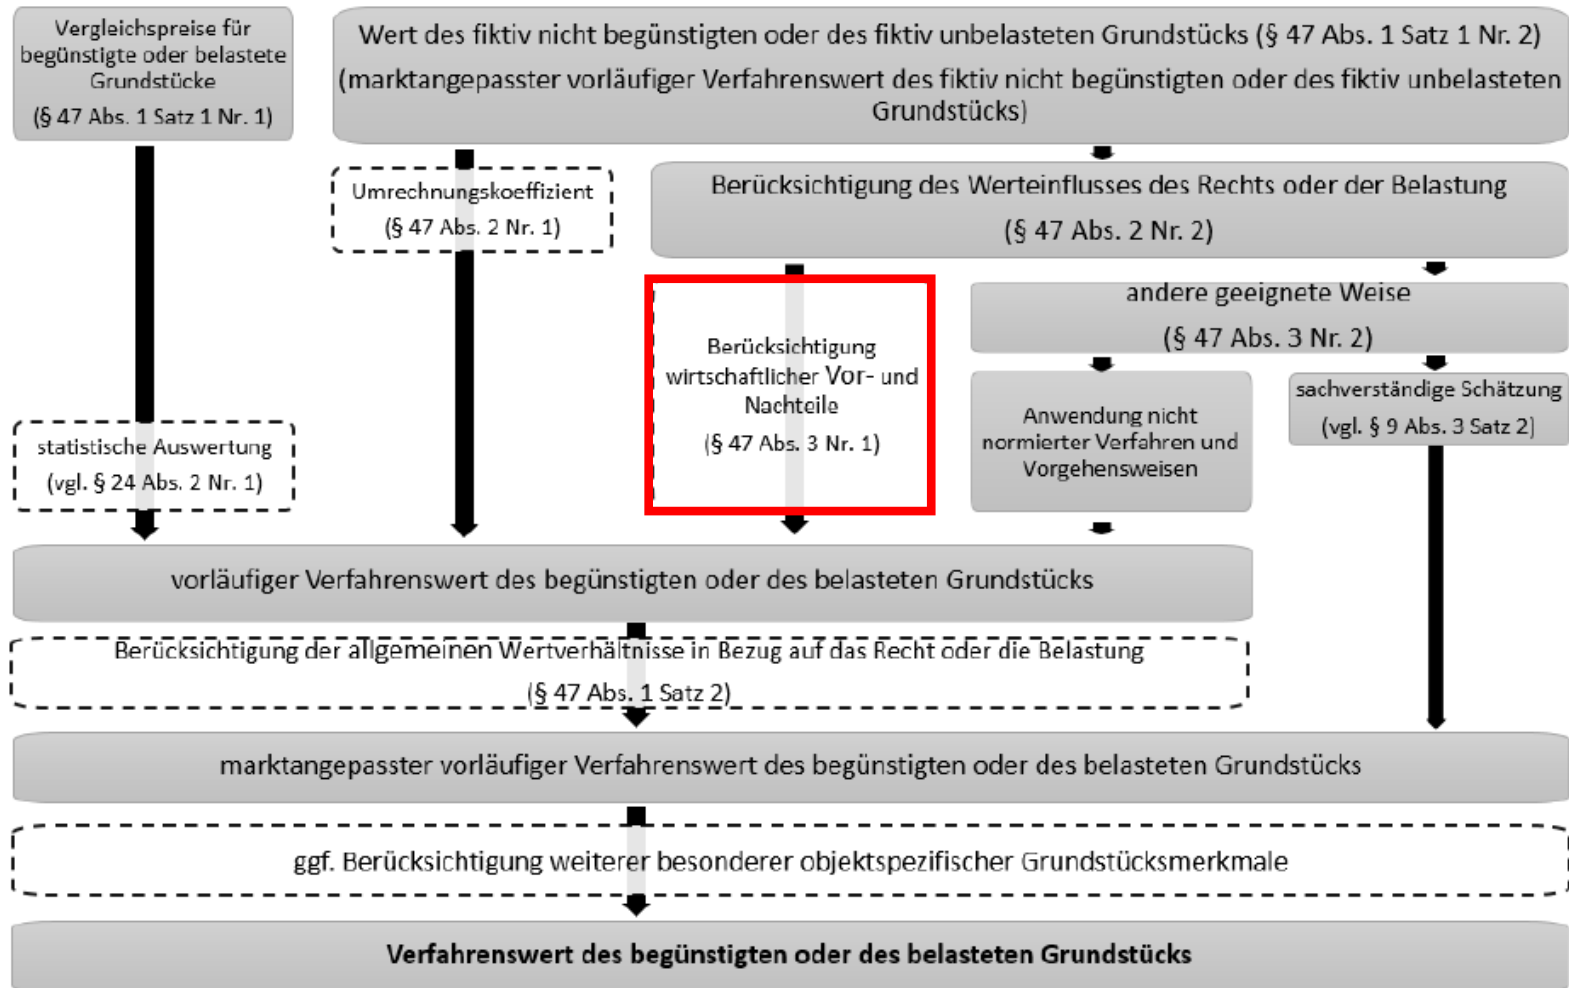 Vergleichspreise für
begünstigte oder belastete
Grundstücke
(§ 47 Abs. 1 Satz 1 Nr. 1)
Wert des fiktiv nicht begünstigten oder des fiktiv unbelasteten Grundstücks (§ 47 Abs. 1 Satz 1 Nr. 2)
(marktangepasster vorläufiger Verfahrenswert des fiktiv nicht begünstigten oder des fiktiv unbelasteten
Grundstücks)
Umrechnungskoeffizient
(§ 47 Abs. 2 Nr. 1)
Berücksichtigung des Werteinflusses des Rechts oder der Belastung
(§ 47 Abs. 2 Nr. 2)
andere geeignete Weise
(§ 47 Abs. 3 Nr. 2)
Berücksichtigung
wirtschaftlicher Vor- und
Nachteile
(§ 47 Abs. 3 Nr. 1)
Anwendung nicht
normierter Verfahren und
Vorgehensweisen
sachverständige Schätzung
(vgl. § 9 Abs. 3 Satz 2)
statistische Auswertung
(vgl. § 24 Abs. 2 Nr. 1)
vorläufiger Verfahrenswert des begünstigten oder des belasteten Grundstücks
Berücksichtigung der allgemeinen Wertverhältnisse in Bezug auf das Recht oder die Belastung
(§ 47 Abs. 1 Satz 2)
marktangepasster vorläufiger Verfahrenswert des begünstigten oder des belasteten Grundstücks
ggf. Berücksichtigung weiterer besonderer objektspezifischer Grundstücksmerkmale
Verfahrenswert des begünstigten oder des belasteten Grundstücks